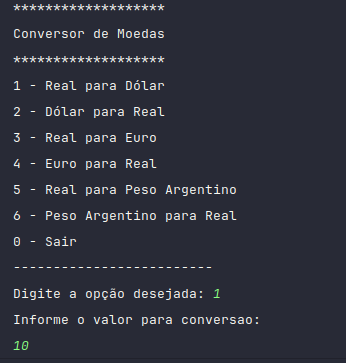 *******************
Conversor de Moedas
*******************
1 - Real para Dólar
2 - Dólar para Real
3 - Real para Euro
4 - Euro para Real
5 - Real para Peso Argentino
6 - Peso Argentino para Real
0 - Sair
-------------------------
Digite a opção desejada: 1
Informe o valor para conversao:
10